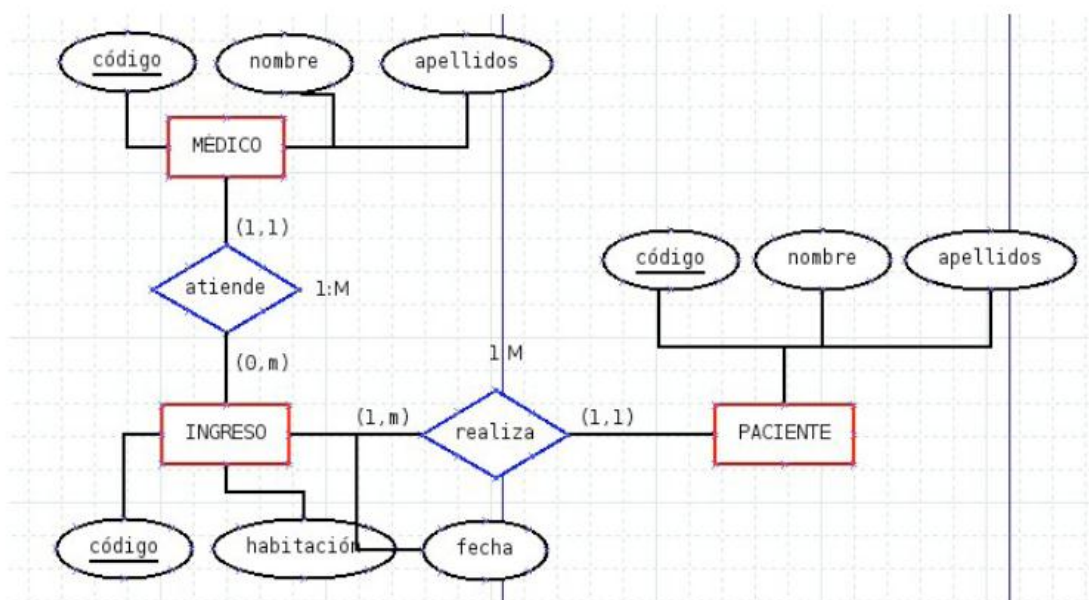 código nombre apellidos
MÉDICO
(1,1)
atiende 1:M
(0,m)
código nombre apellidos
1 M
INGRESO (1,m) realiza (1,1) PACIENTE
código habitación fecha